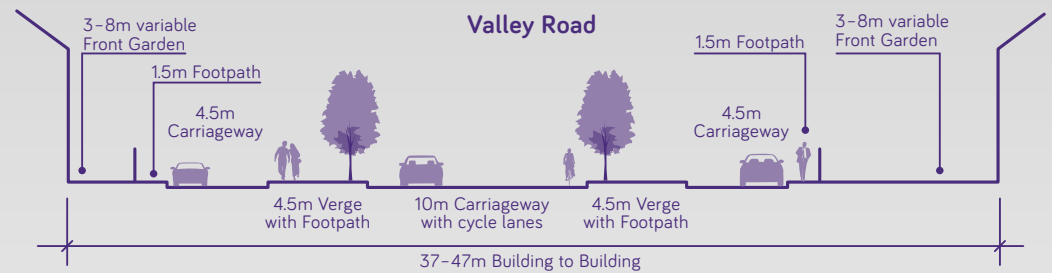 Valley Road
3–8m variable
Front Garden
1.5m Footpath
4.5m
Carriageway
4.5m Verge
with Footpath
10m Carriageway
with cycle lanes
4.5m Verge
with Footpath
4.5m
Carriageway
1.5m Footpath
3–8m variable
Front Garden
37–47m Building to Building